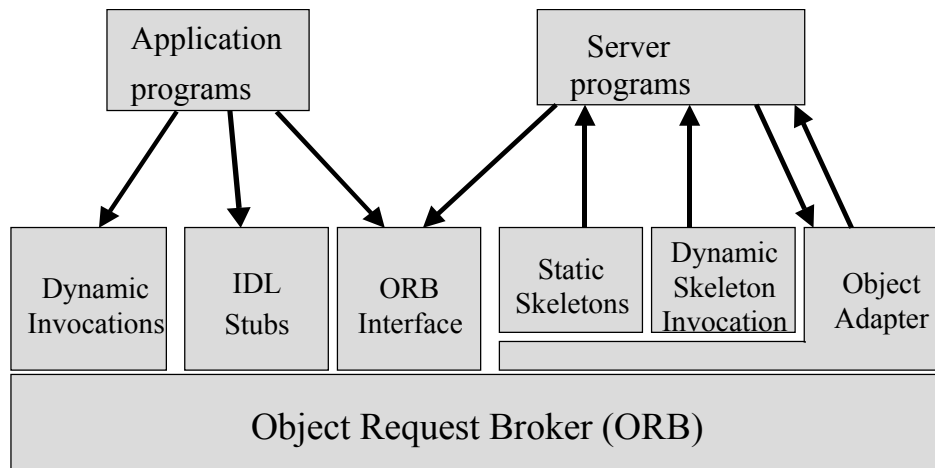 Application
programs
Server
programs
Dynamic
Invocations
IDL
Stubs
ORB
Interface
Static
Skeletons
Dynamic
Skeleton
Invocation
Object
Adapter
Object Request Broker (ORB)